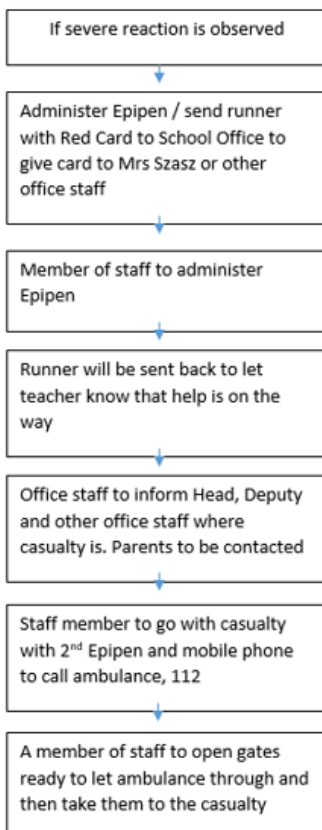 If severe reaction is observed
Administer Epipen / send runner
with Red Card to School Office to
give card to Mrs Szasz or other
office staff
Member of staff to administer
Epipen
Runner will be sent back to let
teacher know that help is on the
way
Office staff to inform Head, Deputy
and other office staff where
casualty is. Parents to be contacted
Staff member to go with casualty
with 2nd Epipen and mobile phone
to call ambulance, 112
A member of staff to open gates
ready to let ambulance through and
then take them to the casualty